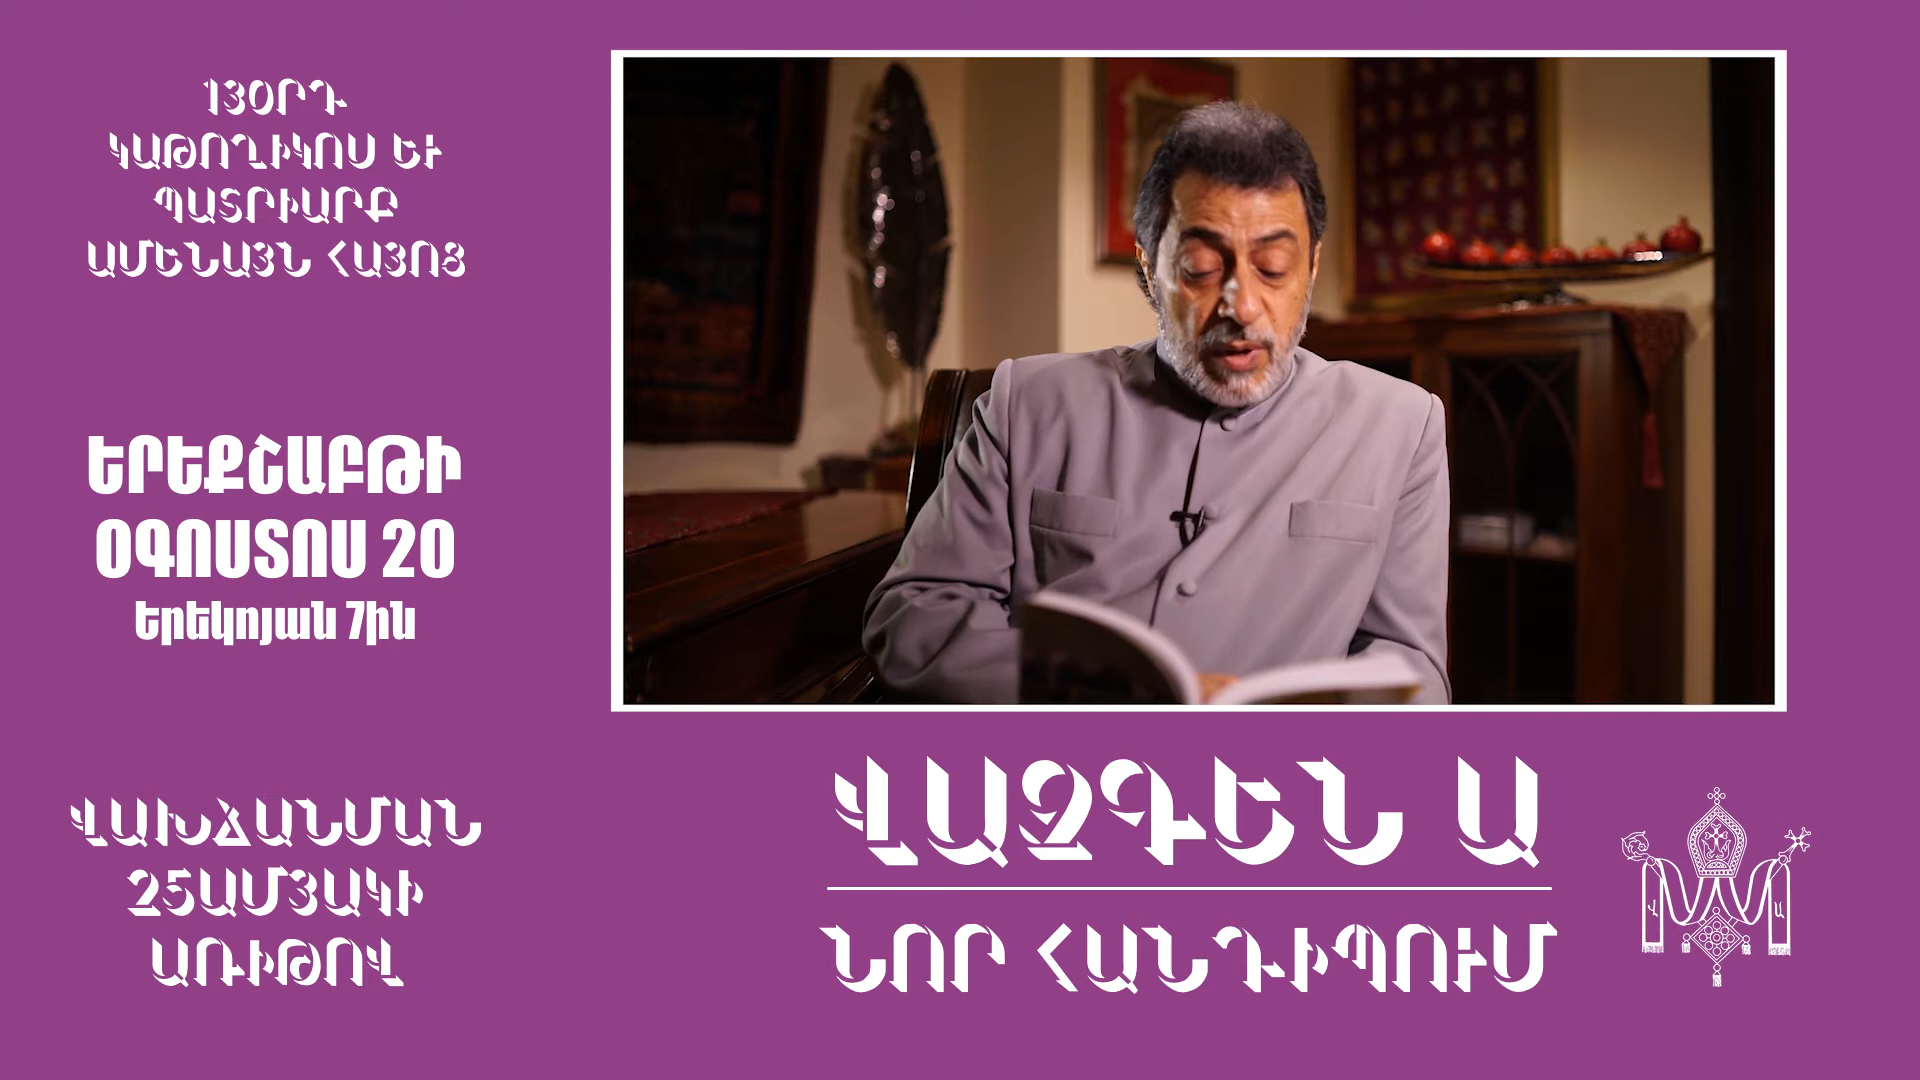 130ՐԴ
ԿԱԹՈՂԻԿՈՍ ԵՒ
ՊԱՏՐԻԱՐՔ
ԱՄԵՆԱՅՆ ՀԱՅՈՑ
ԵՐԵՔՇԱԲԹԻ
ՕԳՈՍՏՈՍ 20
երեկոյան 7ին
ՎԱԽՃԱՆՄԱՆ
25ԱՄՅԱԿԻ
ԱՌԻԹՈՎ
ՎԱԶԳԵՆ Ա
ՆՈՐ ՀԱՆԴԻՊՈՒՄ
Վ Ա